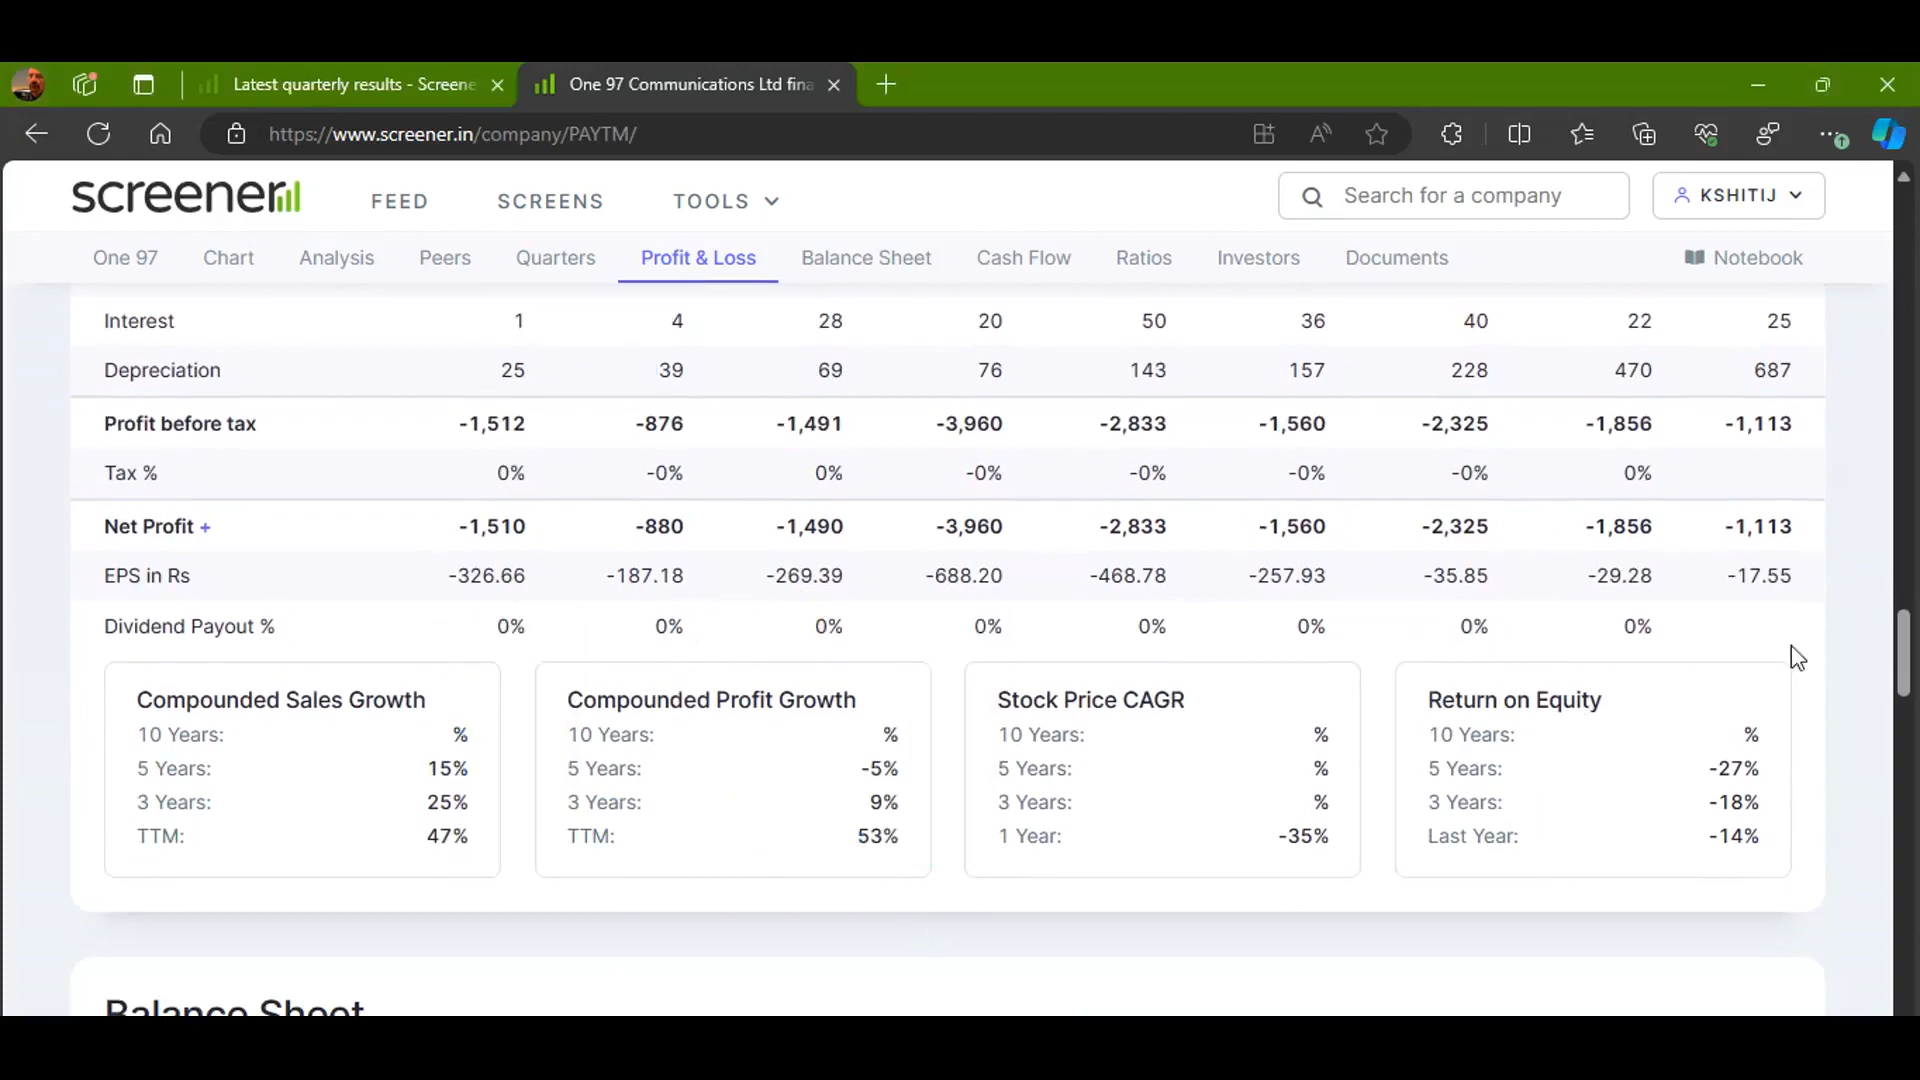 Latest quarterly results - Screene
One 97 Communications Ltd fina
https://www.screener.in/company/PAYTM/
screener
FEED SCREENS TOOLS
Search for a company
KSHITIJ
One 97 Chart Analysis Peers Quarters Profit & Loss Balance Sheet Cash Flow Ratios Investors Documents Notebook
Interest 1 4 28 20 50 36 40 22 25
Depreciation 25 39 69 76 143 157 228 470 687
Profit before tax -1,512 -876 -1,491 -3,960 -2,833 -1,560 -2,325 -1,856 -1,113
Tax % 0% -0% 0% -0% -0% -0% -0% 0%
Net Profit + -1,510 -880 -1,490 -3,960 -2,833 -1,560 -2,325 -1,856 -1,113
EPS in Rs -326.66 -187.18 -269.39 -688.20 -468.78 -257.93 -35.85 -29.28 -17.55
Dividend Payout % 0% 0% 0% 0% 0% 0% 0% 0%
Compounded Sales Growth
10 Years: %
5 Years: 15%
3 Years: 25%
TTM: 47%
Compounded Profit Growth
10 Years: %
5 Years: -5%
3 Years: 9%
TTM: 53%
Stock Price CAGR
10 Years: %
5 Years: %
3 Years: %
1 Year: -35%
Return on Equity
10 Years: %
5 Years: -27%
3 Years: -18%
Last Year: -14%
Balance Sheet